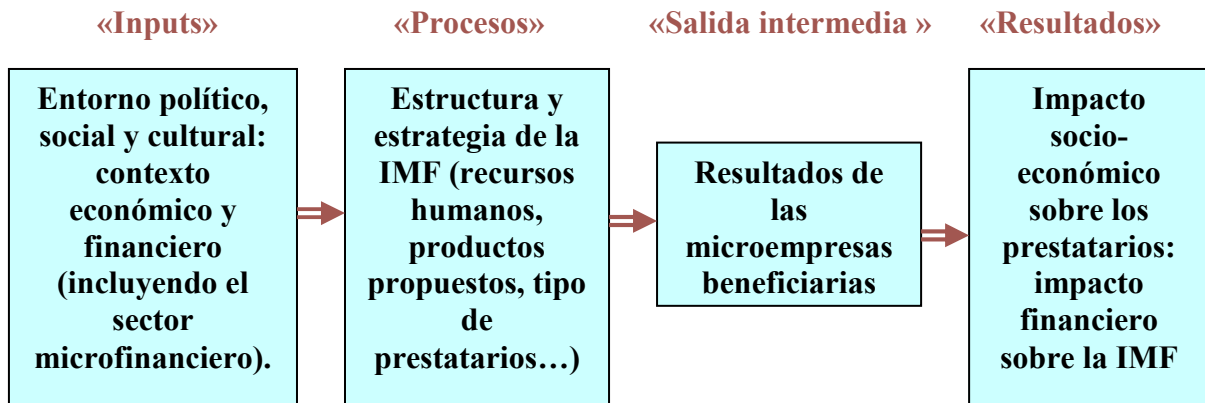 «Inputs»
«Procesos»
«Salida intermedia »
«Resultados»
Entorno político,
social y cultural:
contexto
económico y
financiero
(incluyendo el
sector
microfinanciero).
Estructura y
estrategia de la
IMF (recursos
humanos,
productos
propuestos, tipo
de
prestatarios…)
Resultados de
las
microempresas
beneficiarias
Impacto
socio-
económico
sobre los
prestatarios:
impacto
financiero
sobre la IMF